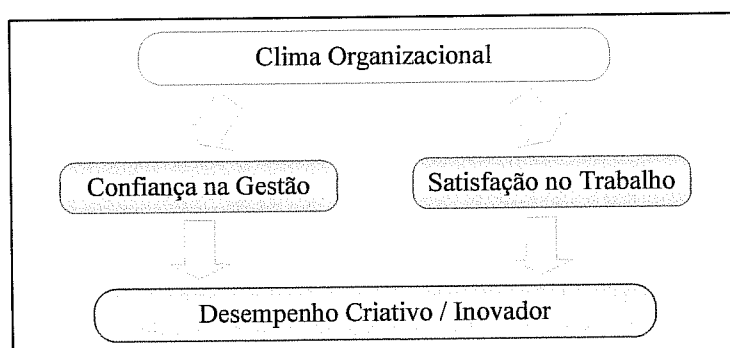 Clima Organizacional
Confiança na Gestão
Satisfação no Trabalho
Desempenho Criativo / Inovador